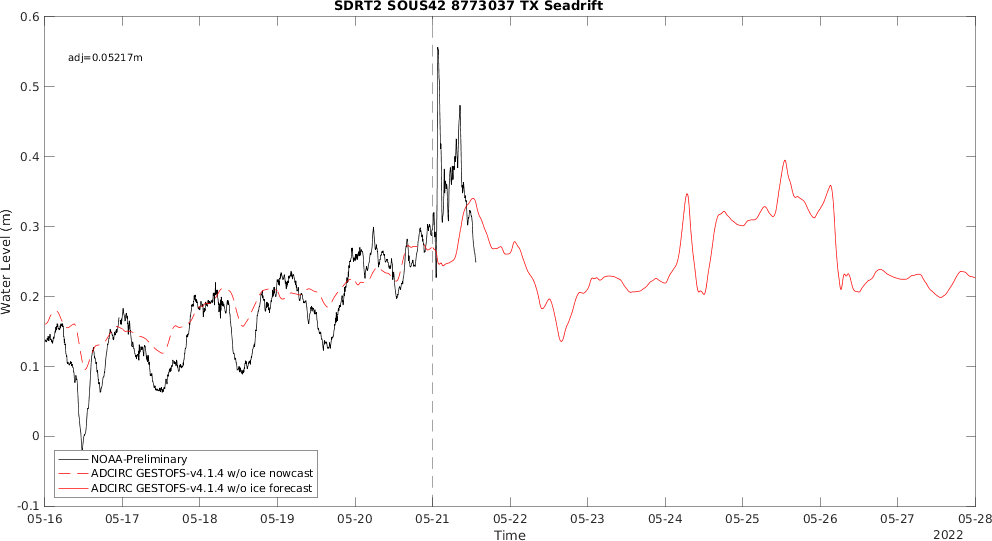 SDRT2 SOUS42 8773037 TX Seadrift
0.6
adj=0.05217m
0.5
0.4
0.3
0.2
0.1
0
-0.1
Water Level (m)
NOAA-Preliminary
ADCIRC GESTOFS-v4.1.4 w/o ice nowcast
ADCIRC GESTOFS-v4.1.4 w/o ice forecast
05-16 05-17 05-18 05-19 05-20 05-21 05-22 05-23 05-24 05-25 05-26 05-27 05-28
Time
2022